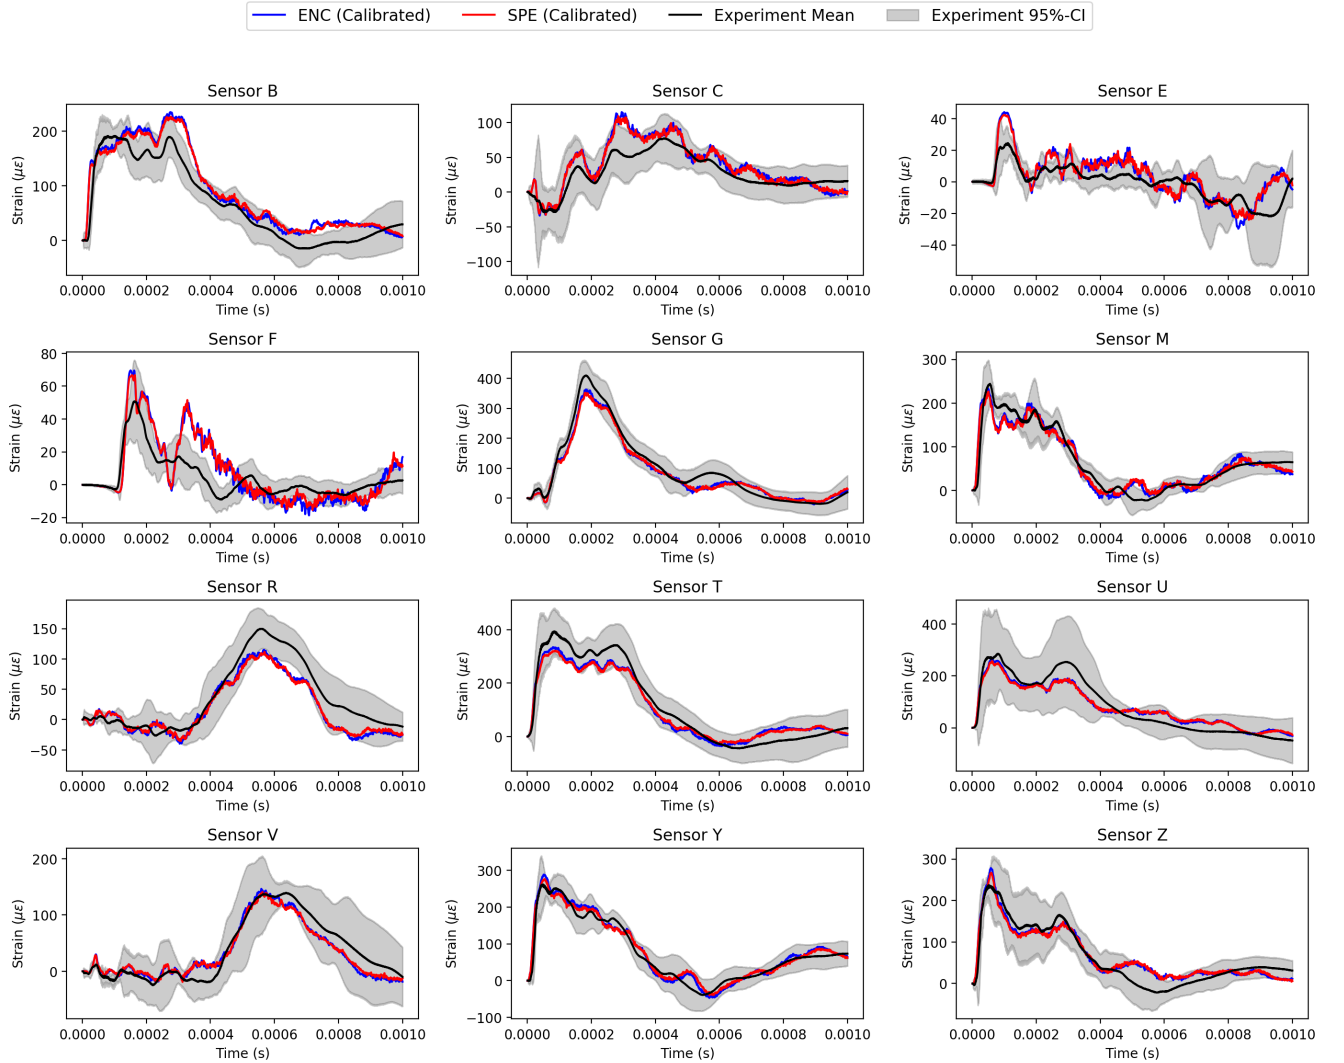 ENC (Calibrated) SPE (Calibrated) Experiment Mean Experiment 95%-CI
Sensor B Sensor C Sensor E
Strain (με) Strain (με) Strain (με)
200 100 0
100 50 0 −50 −100
40 20 0 −20 −40
0.0000 0.0002 0.0004 0.0006 0.0008 0.0010 0.0000 0.0002 0.0004 0.0006 0.0008 0.0010 0.0000 0.0002 0.0004 0.0006 0.0008 0.0010
Time (s) Time (s) Time (s)
Sensor F Sensor G Sensor M
Strain (με) Strain (με) Strain (με)
80 60 40 20 0 −20
400 300 200 100 0
300 200 100 0
0.0000 0.0002 0.0004 0.0006 0.0008 0.0010 0.0000 0.0002 0.0004 0.0006 0.0008 0.0010 0.0000 0.0002 0.0004 0.0006 0.0008 0.0010
Time (s) Time (s) Time (s)
Sensor R Sensor T Sensor U
Strain (με) Strain (με) Strain (με)
150 100 50 0 −50
400 200 0
400 200 0
0.0000 0.0002 0.0004 0.0006 0.0008 0.0010 0.0000 0.0002 0.0004 0.0006 0.0008 0.0010 0.0000 0.0002 0.0004 0.0006 0.0008 0.0010
Time (s) Time (s) Time (s)
Sensor V Sensor Y Sensor Z
Strain (με) Strain (με) Strain (με)
200 100 0
300 200 100 0 −100
300 200 100 0
0.0000 0.0002 0.0004 0.0006 0.0008 0.0010 0.0000 0.0002 0.0004 0.0006 0.0008 0.0010 0.0000 0.0002 0.0004 0.0006 0.0008 0.0010
Time (s) Time (s) Time (s)